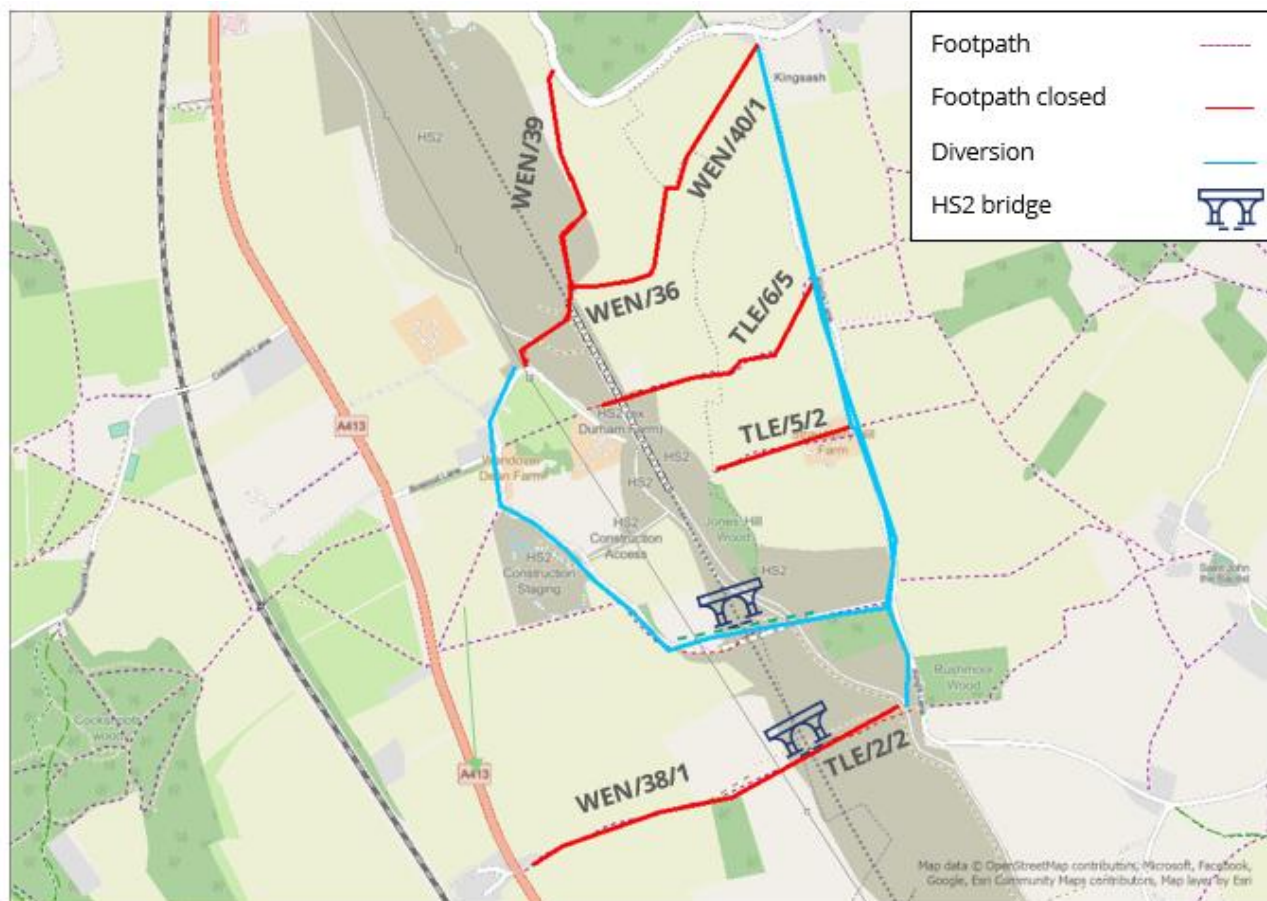 Footpath
Footpath closed
Diversion
HS2 bridge
Kingsash
HS2
WEN/39
WEN/40/1
WEN/36
TLE/6/5
A413
HS2 (ex
Durham Farm)
TLE/5/2
Farm
Wendover
Dean Farm
HS2
HS2
HS2
Construction
Access
Jones' Hill
Wood
HS2
Construction
Staging
HS2
Saint John
the Baptist
Rushmoor
Wood
Cockshoots
wood
A413
TLE/2/2
WEN/38/1
Map data © OpenStreetMap contributors, Microsoft, Facebook,
Google, Esri Community Maps contributors, Map layer by Esri